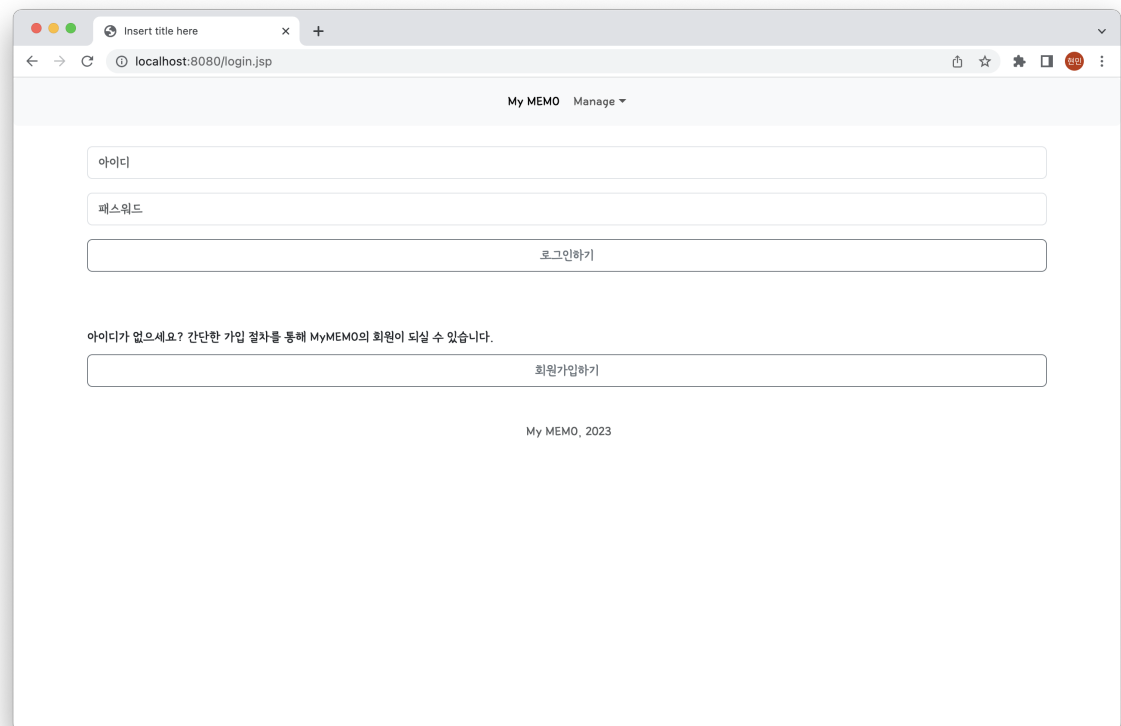 Insert title here
localhost:8080/login.jsp
현민
My MEMO Manage
아이디
패스워드
로그인하기
아이디가 없으세요? 간단한 가입 절차를 통해 MyMEMO의 회원이 되실 수 있습니다.
회원가입하기
My MEMO, 2023